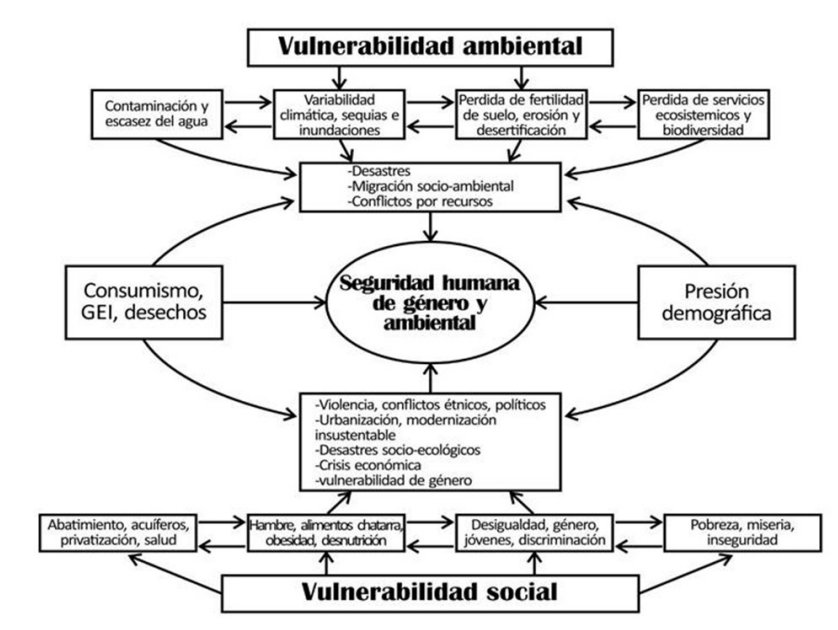 Vulnerabilidad ambiental
Contaminación y
escasez del agua
Variabilidad
climática, sequias e
inundaciones
Perdida de fertilidad
de suelo, erosión y
desertificación
Perdida de servicios
ecosistemicos y
biodiversidad
-Desastres
-Migración socio-ambiental
-Conflictos por recursos
Consumismo,
GEI, desechos
Seguridad humana
de género y
ambiental
Presión
demográfica
-Violencia, conflictos étnicos, políticos
-Urbanización, modernización
insustentable
-Desastres socio-ecológicos
-Crisis económica
-vulnerabilidad de género
Abatimiento, acuíferos,
privatización, salud
Hambre, alimentos chatarra,
obesidad, desnutrición
Desigualdad, género,
jóvenes, discriminación
Pobreza, miseria,
inseguridad
Vulnerabilidad social